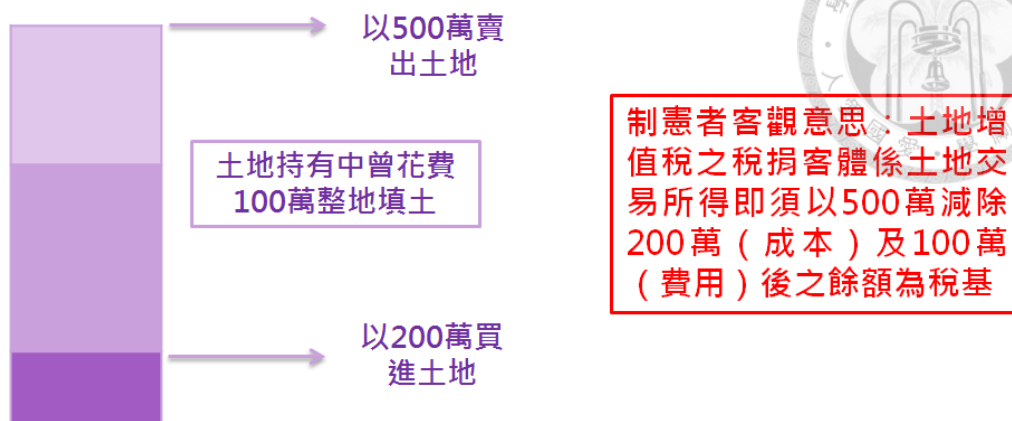 以500萬賣
出土地
土地持有中曾花費
100萬整地填土
以200萬買
進土地
制憲者客觀意思：土地增
值稅之稅捐客體係土地交
易所得即須以500萬減除
200萬（成本）及100萬
（費用）後之餘額為稅基